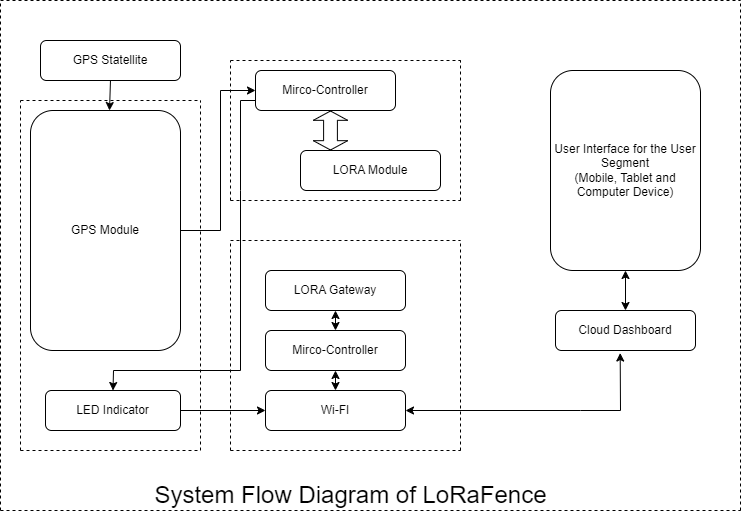 GPS Statellite
Mirco-Controller
LORA Module
GPS Module
User Interface for the User
Segment
(Mobile, Tablet and
Computer Device)
LORA Gateway
Mirco-Controller
Cloud Dashboard
LED Indicator
Wi-FI
System Flow Diagram of LoRaFence